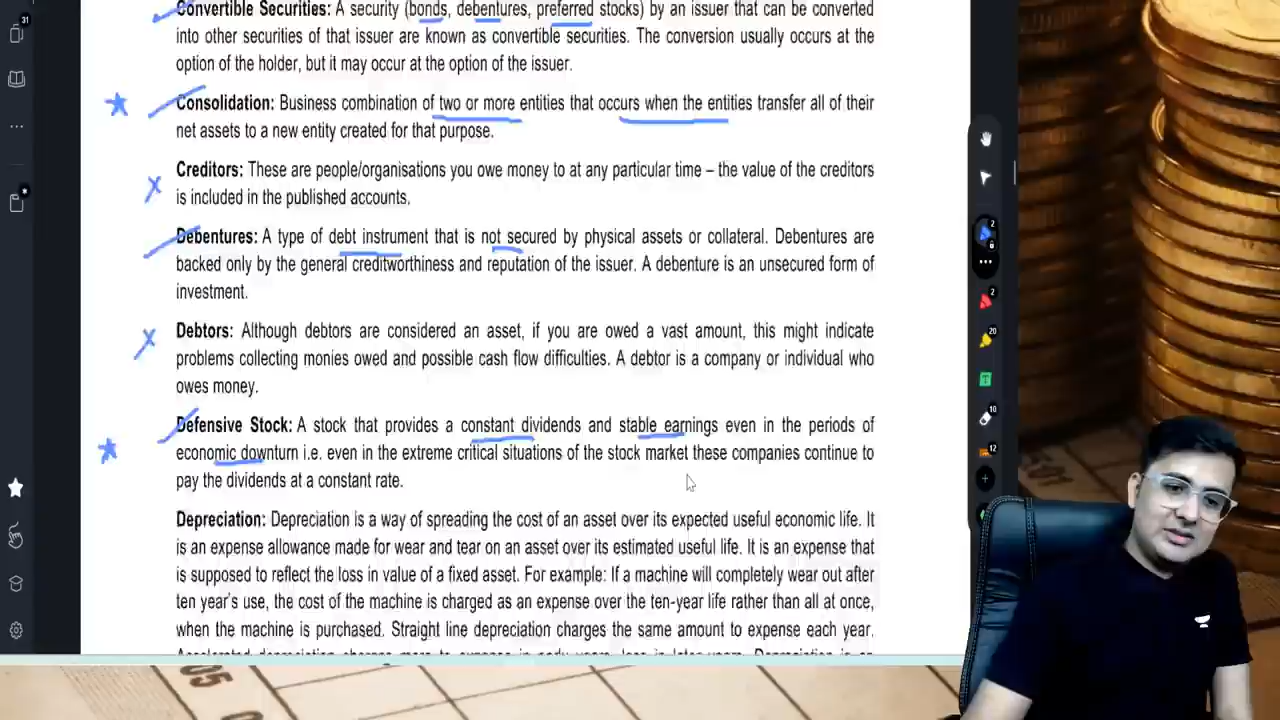 Convertible Securities: A security (bonds, debentures, preferred stocks) by an issuer that can be converted
into other securities of that issuer are known as convertible securities. The conversion usually occurs at the
option of the holder, but it may occur at the option of the issuer.
Consolidation: Business combination of two or more entities that occurs when the entities transfer all of their
net assets to a new entity created for that purpose.
Creditors: These are people/organisations you owe money to at any particular time – the value of the creditors
is included in the published accounts.
Debentures: A type of debt instrument that is not secured by physical assets or collateral. Debentures are
backed only by the general creditworthiness and reputation of the issuer. A debenture is an unsecured form of
investment.
Debtors: Although debtors are considered an asset, if you are owed a vast amount, this might indicate
problems collecting monies owed and possible cash flow difficulties. A debtor is a company or individual who
owes money.
Defensive Stock: A stock that provides a constant dividends and stable earnings even in the periods of
economic downturn i.e. even in the extreme critical situations of the stock market these companies continue to
pay the dividends at a constant rate.
Depreciation: Depreciation is a way of spreading the cost of an asset over its expected useful economic life. It
is an expense allowance made for wear and tear on an asset over its estimated useful life. It is an expense that
is supposed to reflect the loss in value of a fixed asset. For example: If a machine will completely wear out after
ten year's use, the cost of the machine is charged as an expense over the ten-year life rather than all at once,
when the machine is purchased. Straight line depreciation charges the same amount to expense each year.
31
2
2
20
T
10
12
05